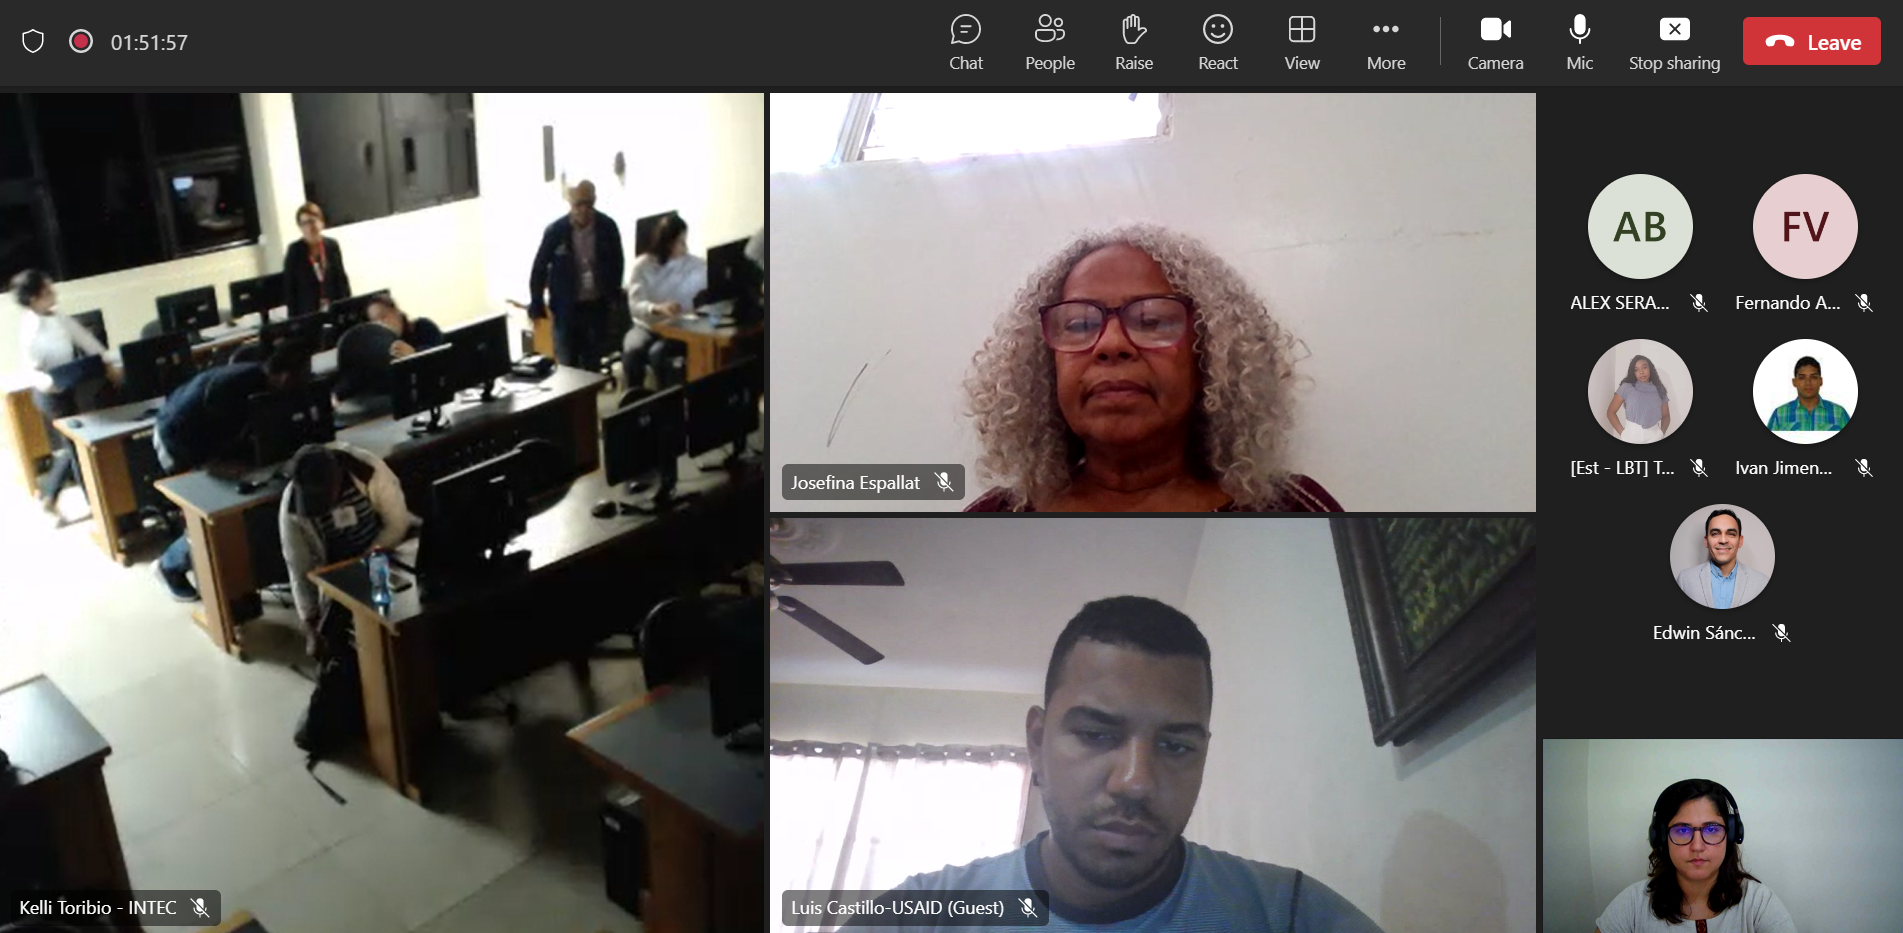 01:51:57
Chat
People
Raise
React
View
More
Camera
Mic
Stop sharing
Leave
AB
FV
ALEX SERA...
Fernando A...
[Est - LBT] T...
Ivan Jimen...
Josefina Espallat
Edwin Sánc...
Kelli Toribio - INTEC
Luis Castillo-USAID (Guest)